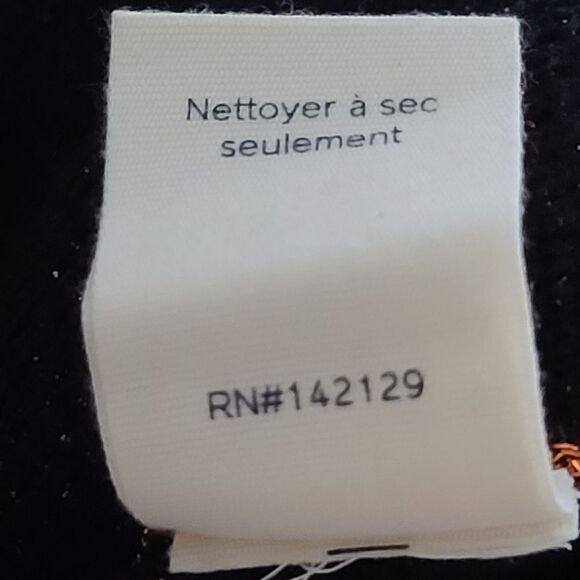 Nettoyer à sec
seulement
RN#142129